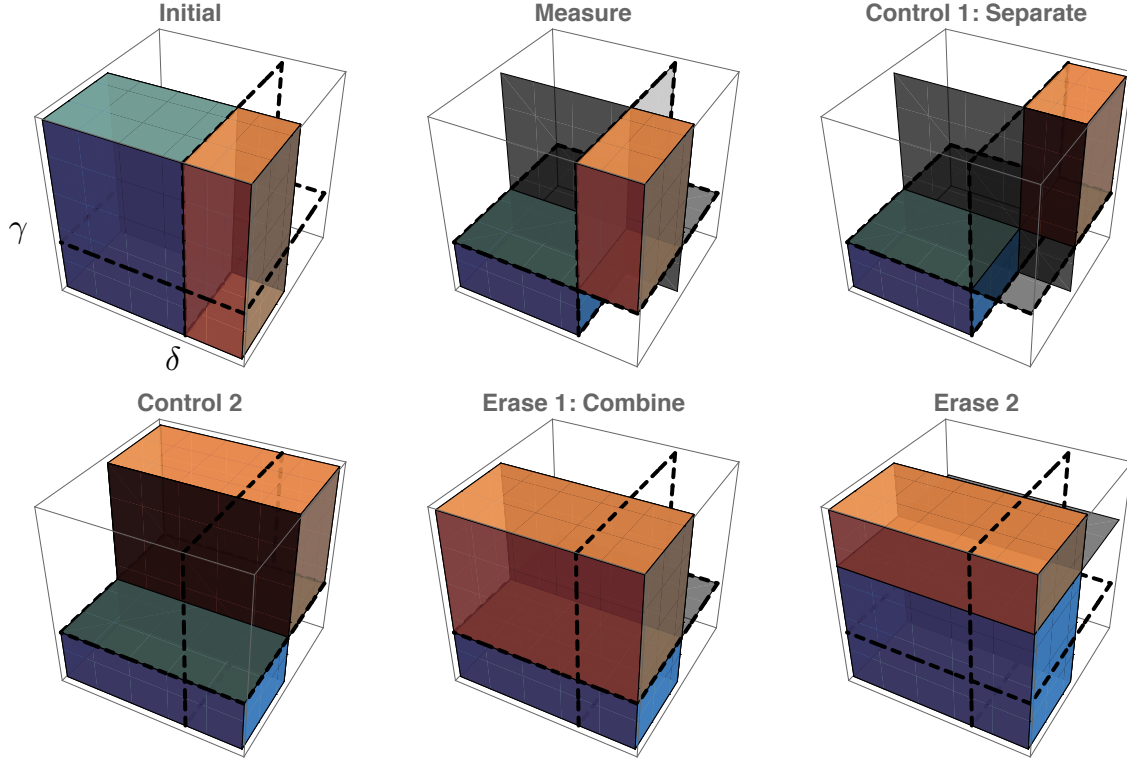 Initial
Measure
Control 1: Separate
γ
δ
Control 2
Erase 1: Combine
Erase 2